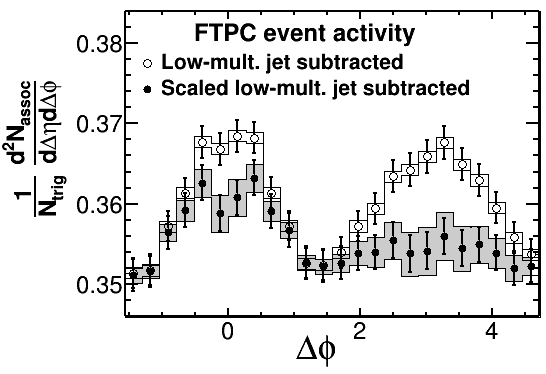 FTPC event activity
Low-mult. jet subtracted
Scaled low-mult. jet subtracted
0.38
0.37
0.36
0.35
1 d²N_assoc
N_trig dΔηdΔϕ
0 2 4
Δϕ